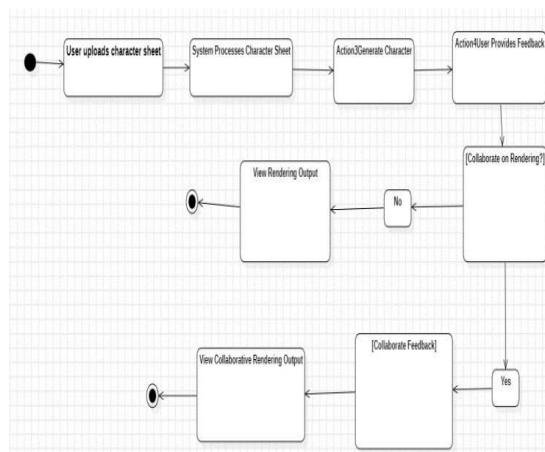 User uploads character sheet
System Processes Character Sheet
Action3Generate Character
Action4User Provides Feedback
[Collaborate on Rendering?]
No
View Rendering Output
Yes
[Collaborate Feedback]
View Collaborative Rendering Output